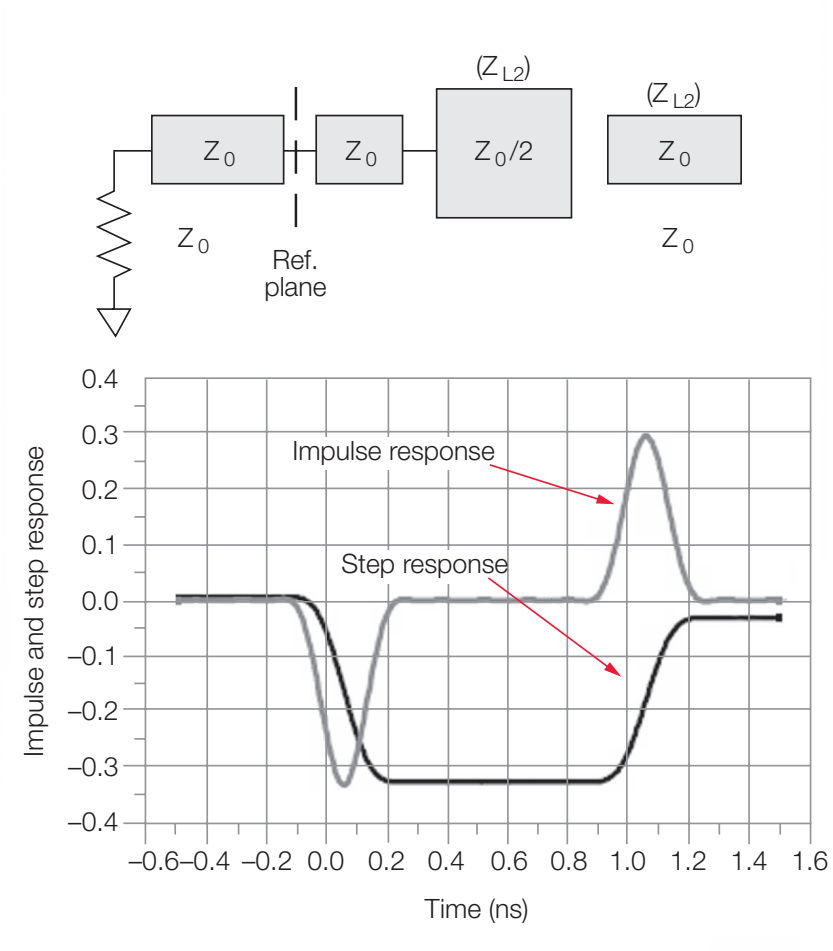 (Z L2)
(Z L2)
Z 0
Z 0
Z 0/2
Z 0
Z 0
Z 0
Ref.
plane
0.4
0.3
0.2
0.1
0.0
–0.1
–0.2
–0.3
–0.4
Impulse and step response
Impulse response
Step response
–0.6 –0.4 –0.2 0.0 0.2 0.4 0.6 0.8 1.0 1.2 1.4 1.6
Time (ns)